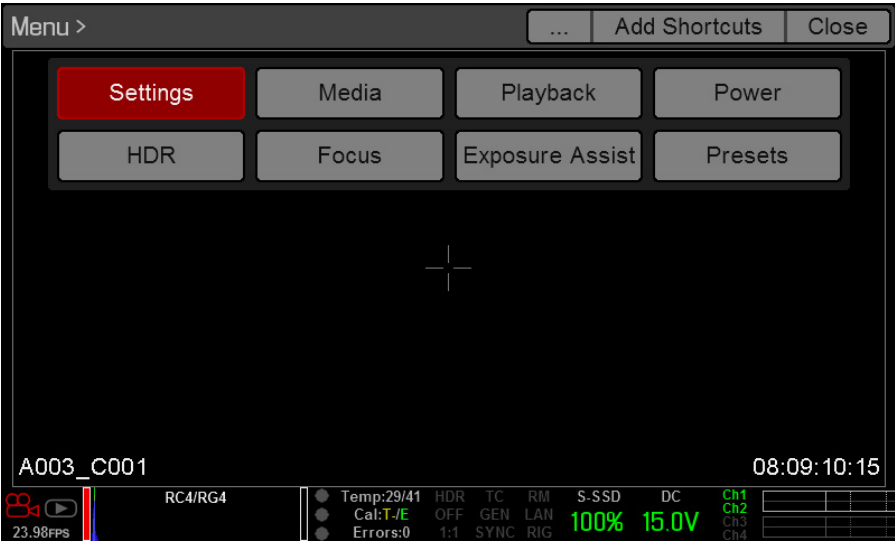 Menu > ... Add Shortcuts Close
Settings Media Playback Power
HDR Focus Exposure Assist Presets
A003_C001 08:09:10:15
RC4/RG4 Temp:29/41 HDR TC RM S-SSD DC Ch1
Cal:T-/E OFF GEN LAN 100% 15.0V Ch2
23.98FPS Errors:0 1:1 SYNC RIG Ch3
Ch4